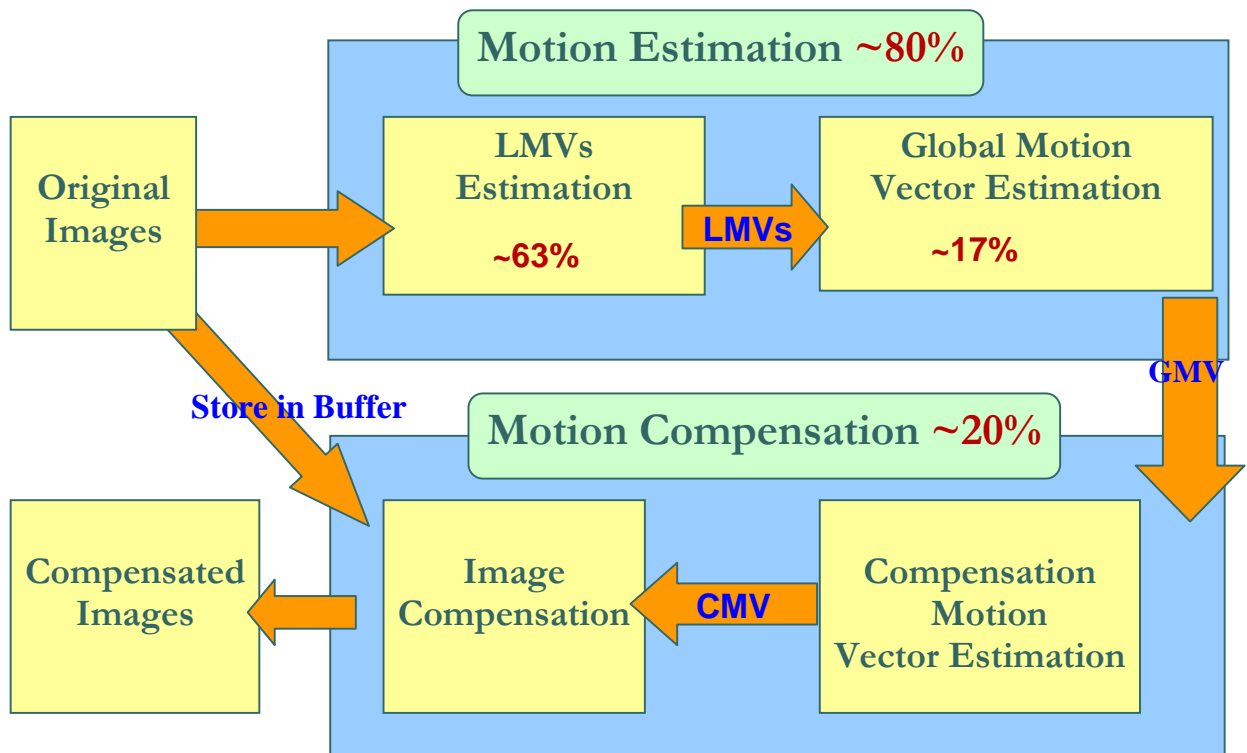 Motion Estimation ~80%
Original
Images
LMVs
Estimation
~63%
LMVs
Global Motion
Vector Estimation
~17%
GMV
Store in Buffer
Motion Compensation ~20%
Compensated
Images
Image
Compensation
CMV
Compensation
Motion
Vector Estimation